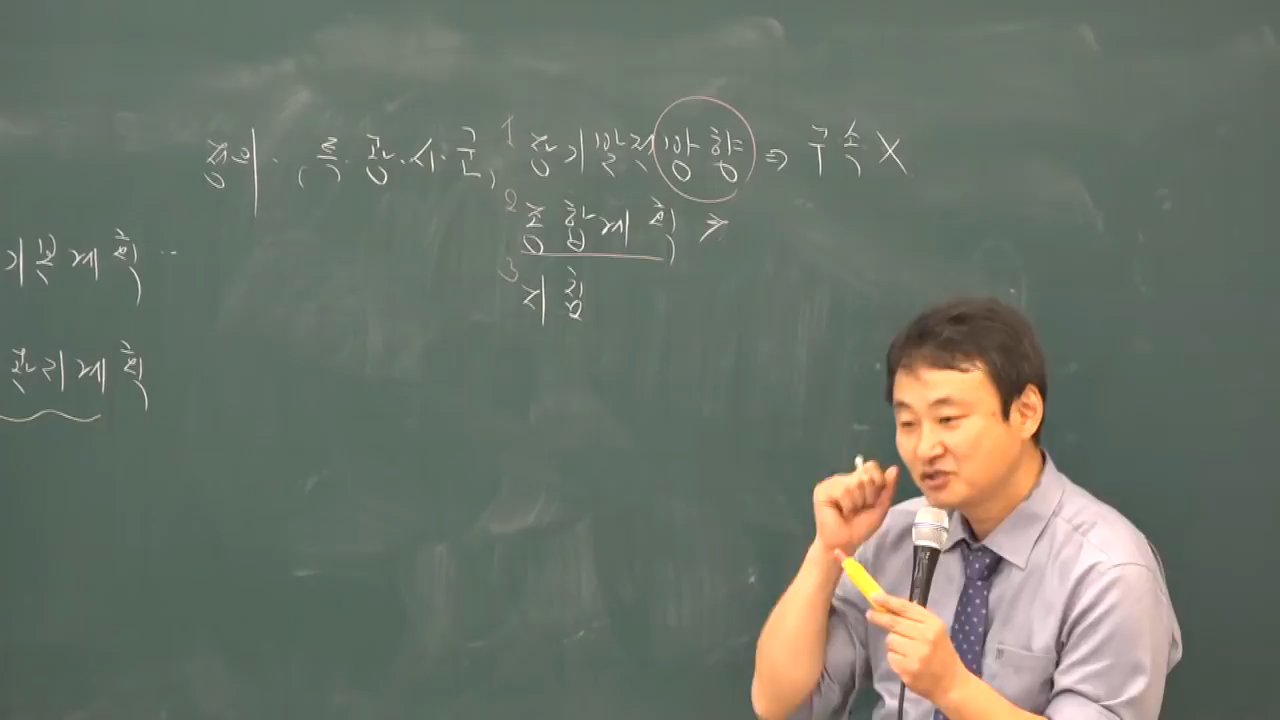 정의. (특·광·시·군) 1 장기발전방향 ⇒ 구속 X
2 종합계획 >
3 지침
기본계획 ..
관리계획